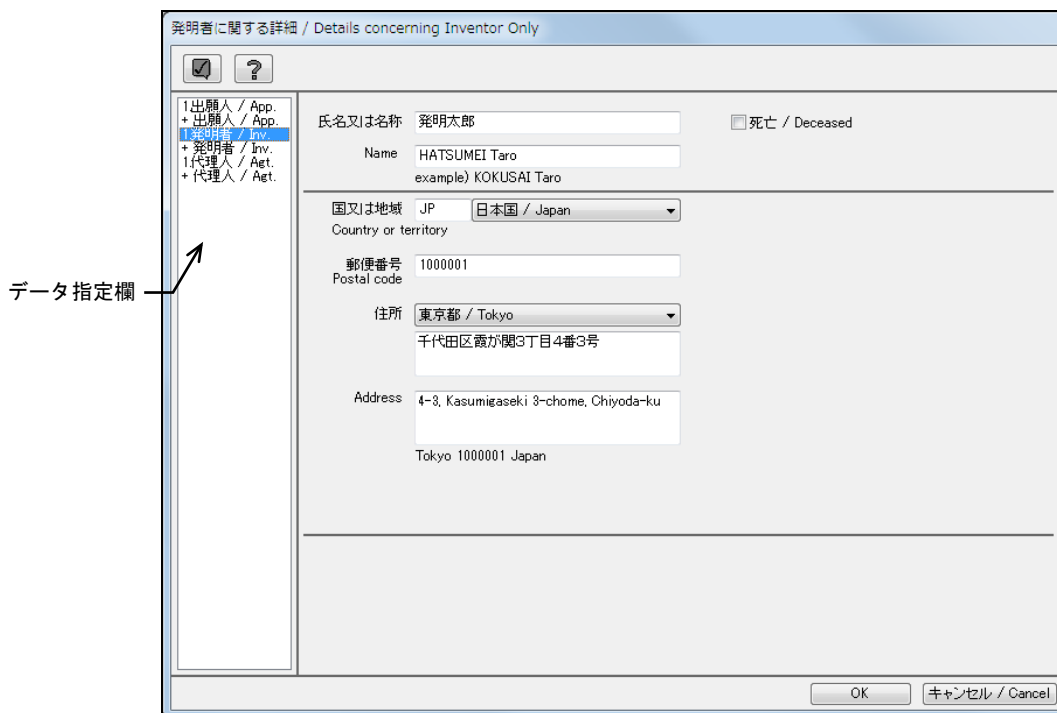 発明者に関する詳細 / Details concerning Inventor Only
1出願人 / App.
+ 出願人 / App.
1発明者 / Inv.
+ 発明者 / Inv.
1代理人 / Agt.
+ 代理人 / Agt.
データ指定欄
氏名又は名称 発明太郎 死亡 / Deceased
Name HATSUMEI Taro
example) KOKUSAI Taro
国又は地域 JP 日本国 / Japan
Country or territory
郵便番号 1000001
Postal code
住所 東京都 / Tokyo
千代田区霞が関3丁目4番3号
Address 4-3, Kasumigaseki 3-chome, Chiyoda-ku
Tokyo 1000001 Japan
OK キャンセル / Cancel